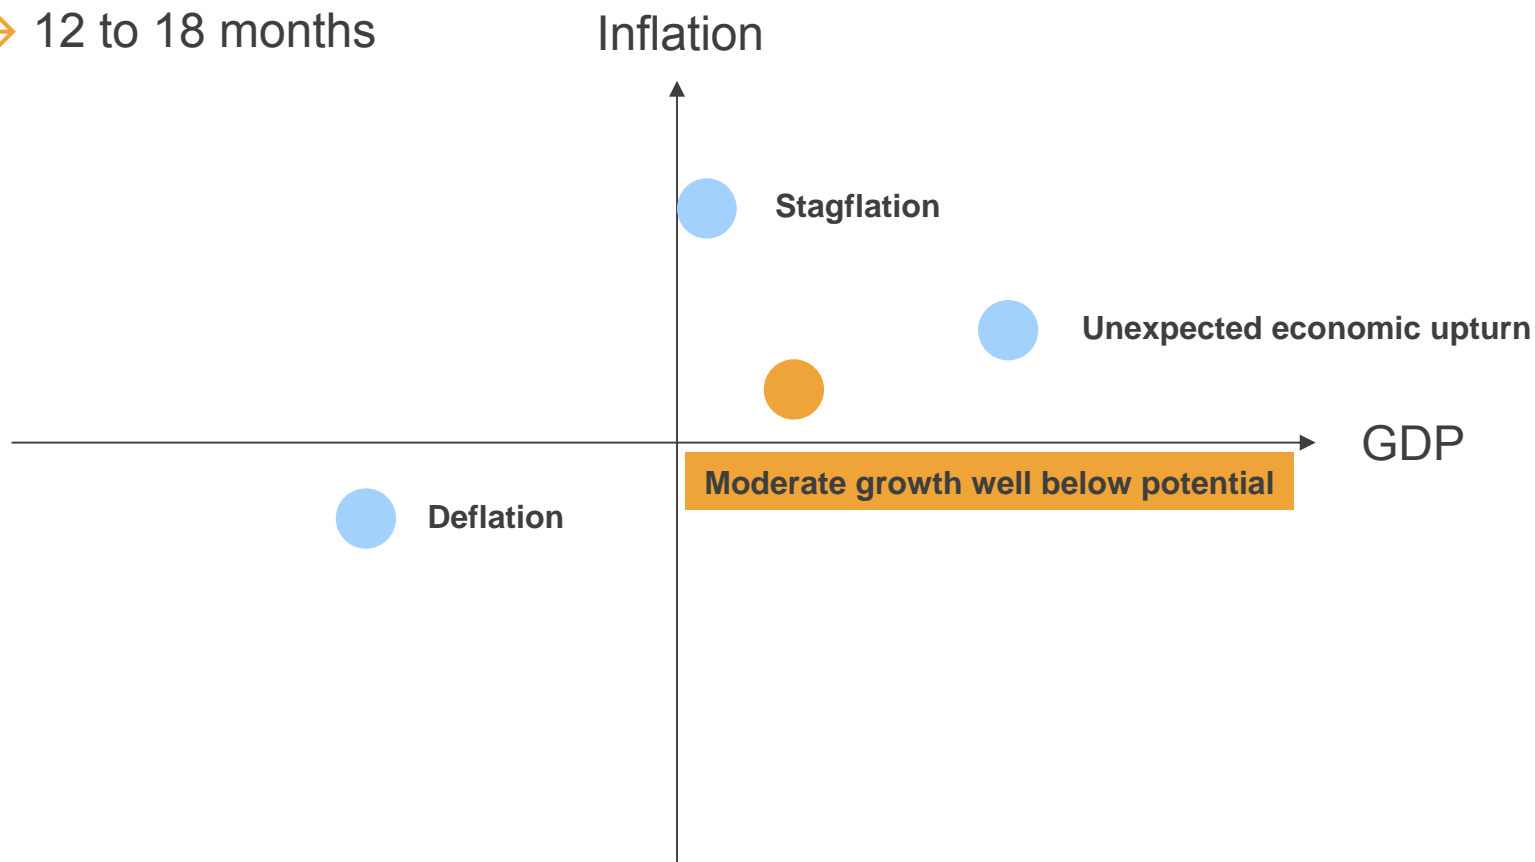 12 to 18 months
Inflation
Stagflation
Unexpected economic upturn
GDP
Moderate growth well below potential
Deflation